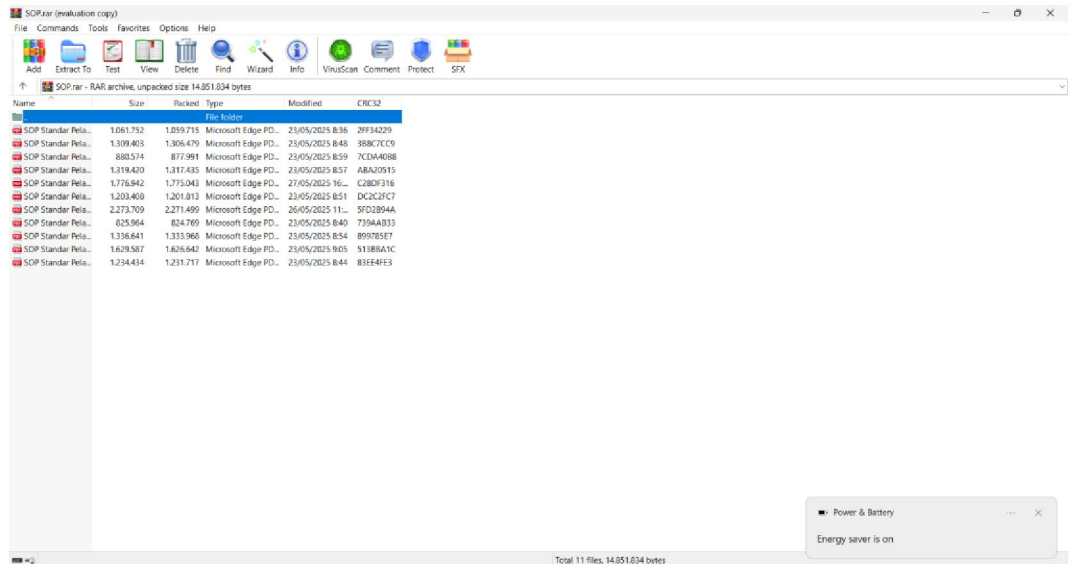 SOP.rar (evaluation copy)
File Commands Tools Favorites Options Help
Add Extract To Test View Delete Find Wizard Info VirusScan Comment Protect SFX
SOP.rar - RAR archive, unpacked size 14.851.834 bytes
Name Size Packed Type Modified CRC32
.. File folder
SOP Standar Pela... 1.061.752 1.059.715 Microsoft Edge PD... 23/05/2025 8:36 2FF34229
SOP Standar Pela... 1.309.403 1.306.479 Microsoft Edge PD... 23/05/2025 8:48 3B8C7CC9
SOP Standar Pela... 880.574 877.991 Microsoft Edge PD... 23/05/2025 8:59 7CDA40B8
SOP Standar Pela... 1.319.420 1.317.435 Microsoft Edge PD... 23/05/2025 8:57 ABA20515
SOP Standar Pela... 1.776.942 1.775.043 Microsoft Edge PD... 27/05/2025 16:... C2BDF316
SOP Standar Pela... 1.203.408 1.201.813 Microsoft Edge PD... 23/05/2025 8:51 DC2C2FC7
SOP Standar Pela... 2.273.709 2.271.499 Microsoft Edge PD... 26/05/2025 11:... 5FD2B94A
SOP Standar Pela... 825.964 824.769 Microsoft Edge PD... 23/05/2025 8:40 739AAB33
SOP Standar Pela... 1.336.641 1.333.968 Microsoft Edge PD... 23/05/2025 8:54 899785E7
SOP Standar Pela... 1.629.587 1.626.642 Microsoft Edge PD... 23/05/2025 9:05 513B8A1C
SOP Standar Pela... 1.234.434 1.231.717 Microsoft Edge PD... 23/05/2025 8:44 83EE4FE3
Power & Battery
Energy saver is on
Total 11 files, 14.851.834 bytes